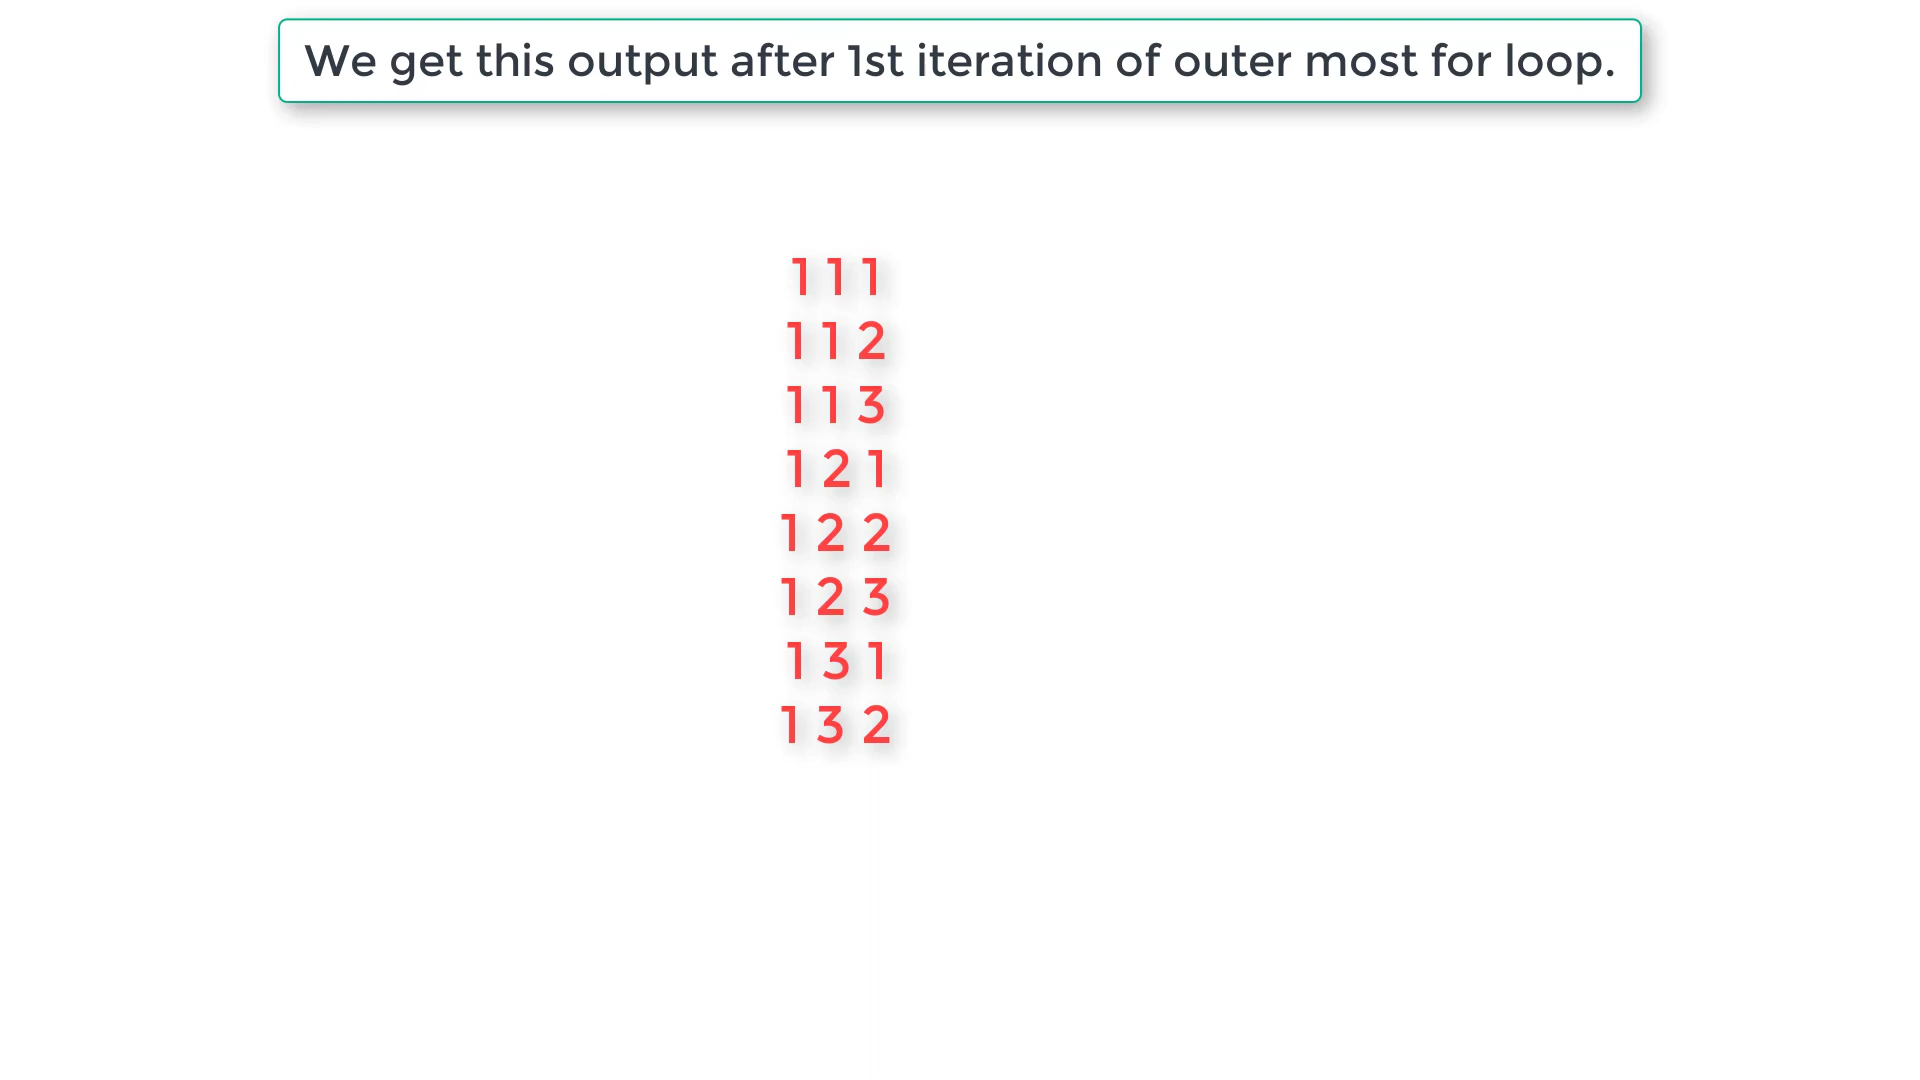 We get this output after 1st iteration of outer most for loop.
1 1 1
1 1 2
1 1 3
1 2 1
1 2 2
1 2 3
1 3 1
1 3 2